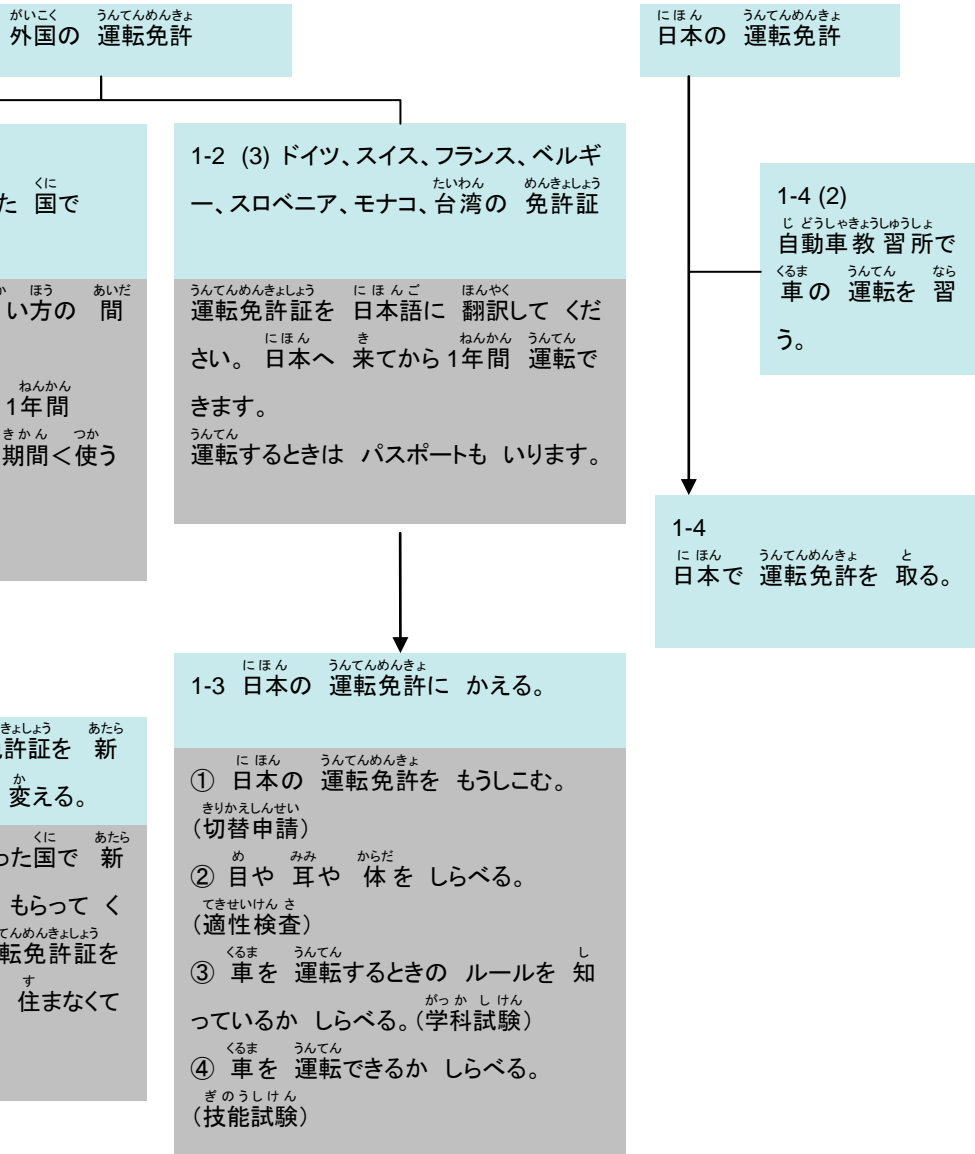 外国の 運転免許
日本の 運転免許
た 国で
い方の 間
1年間
期間<使う
1-2 (3) ドイツ、スイス、フランス、ベルギ
ー、スロベニア、モナコ、台湾の 免許証
運転免許証を 日本語に 翻訳して くだ
さい。 日本へ 来てから1年間 運転で
きます。
運転するときは パスポートも いります。
1-4 (2)
自動車教習所で
車の 運転を 習
う。
1-4
日本で 運転免許を 取る。
許証を 新
変える。
った国で 新
もらって く
転免許証を
住まなくて
1-3 日本の 運転免許に かえる。
① 日本の 運転免許を もうしこむ。
(切替申請)
② 目や 耳や 体を しらべる。
(適性検査)
③ 車を 運転するときの ルールを 知
っているか しらべる。(学科試験)
④ 車を 運転できるか しらべる。
(技能試験)